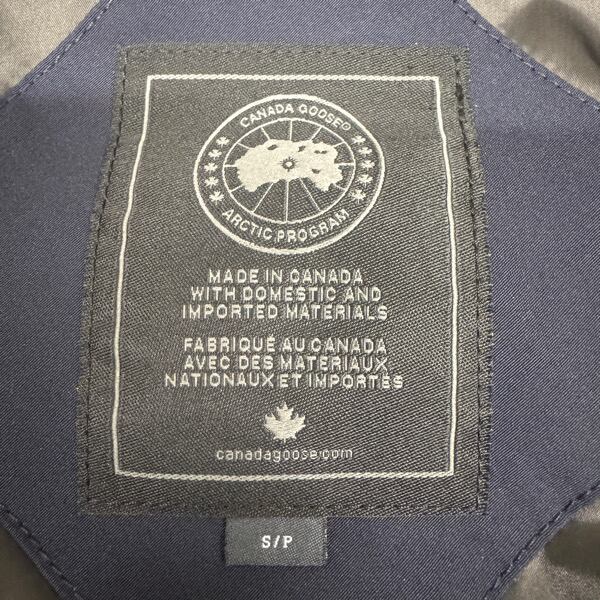 CANADA GOOSE®
ARCTIC PROGRAM
MADE IN CANADA
WITH DOMESTIC AND
IMPORTED MATERIALS
FABRIQUÉ AU CANADA
AVEC DES MATERIAUX
NATIONAUX ET IMPORTÉS
canadagoose.com
S/P